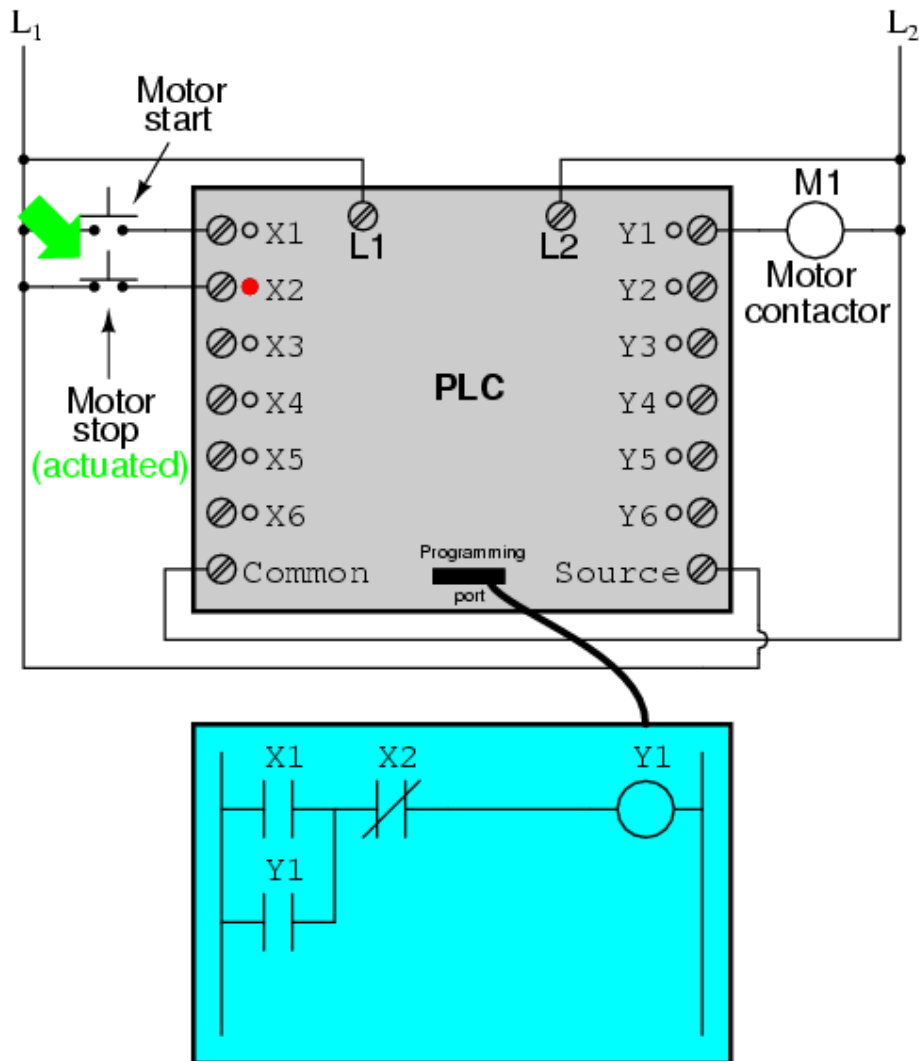 L1
L2
Motor
start
M1
X1
L1
L2
Y1
Motor
contactor
X2
Y2
X3
Y3
Motor
stop
(actuated)
X4
PLC
Y4
X5
Y5
X6
Y6
Common
Programming
port
Source
X1
X2
Y1
Y1